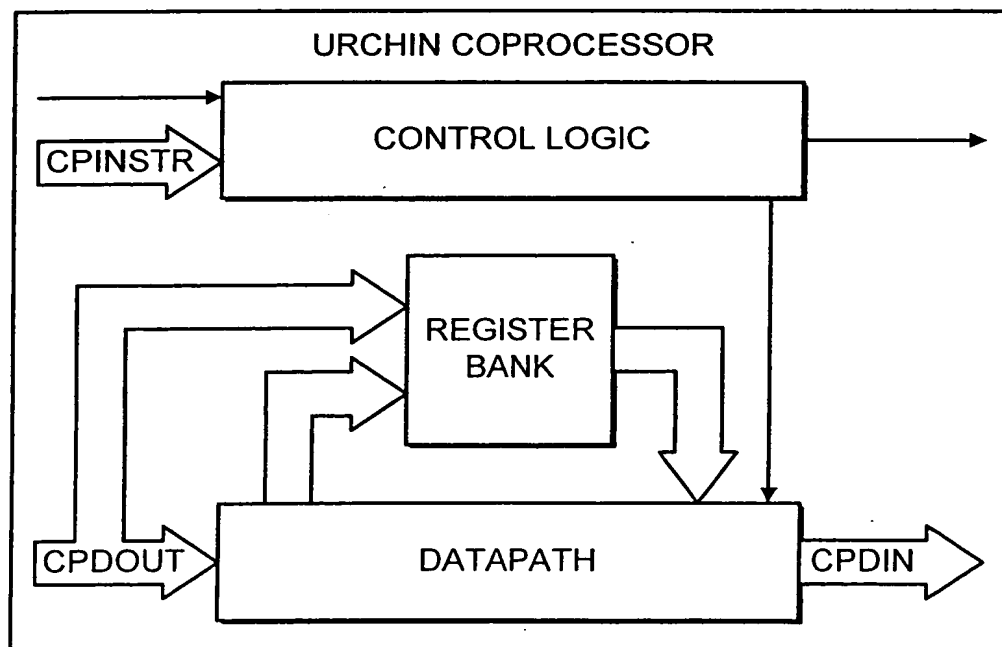 URCHIN COPROCESSOR
CONTROL LOGIC
CPINSTR
REGISTER
BANK
CPDOUT
DATAPATH
CPDIN